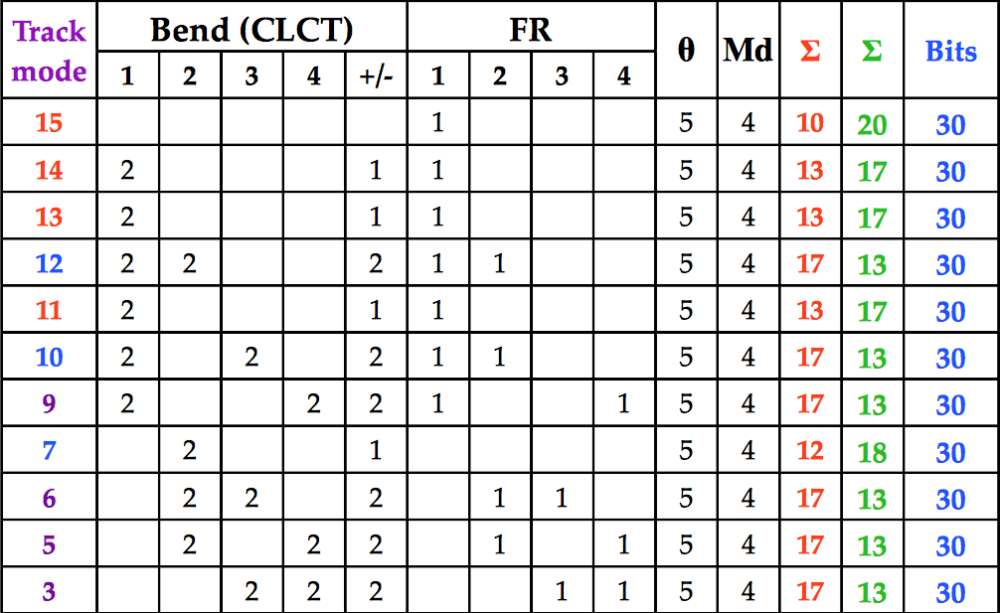 Track mode Bend (CLCT) FR θ Md Σ Σ Bits
1 2 3 4 +/- 1 2 3 4
15 1 5 4 10 20 30
14 2 1 1 5 4 13 17 30
13 2 1 1 5 4 13 17 30
12 2 2 2 1 1 5 4 17 13 30
11 2 1 1 5 4 13 17 30
10 2 2 2 1 1 5 4 17 13 30
9 2 2 2 1 1 5 4 17 13 30
7 2 1 5 4 12 18 30
6 2 2 2 1 1 5 4 17 13 30
5 2 2 2 1 1 5 4 17 13 30
3 2 2 2 1 1 5 4 17 13 30